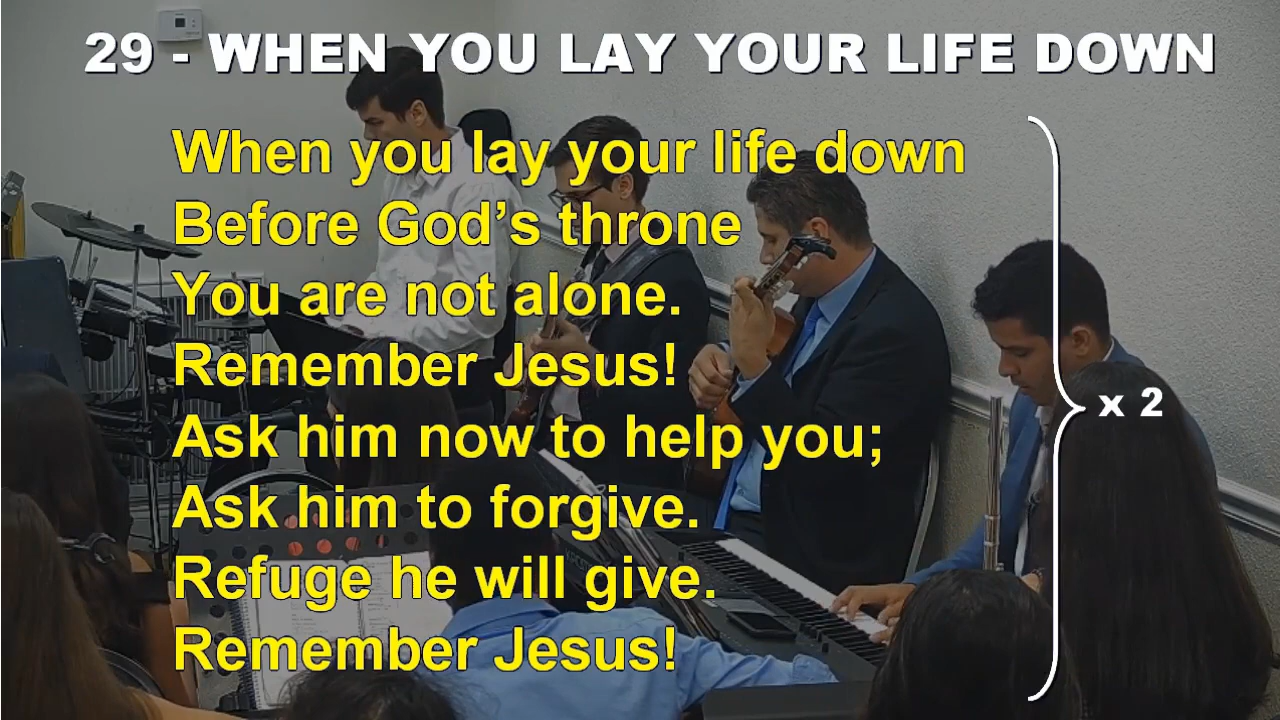 29 - WHEN YOU LAY YOUR LIFE DOWN
When you lay your life down
Before God’s throne
You are not alone.
Remember Jesus!
Ask him now to help you;
Ask him to forgive.
Refuge he will give.
Remember Jesus!
x 2